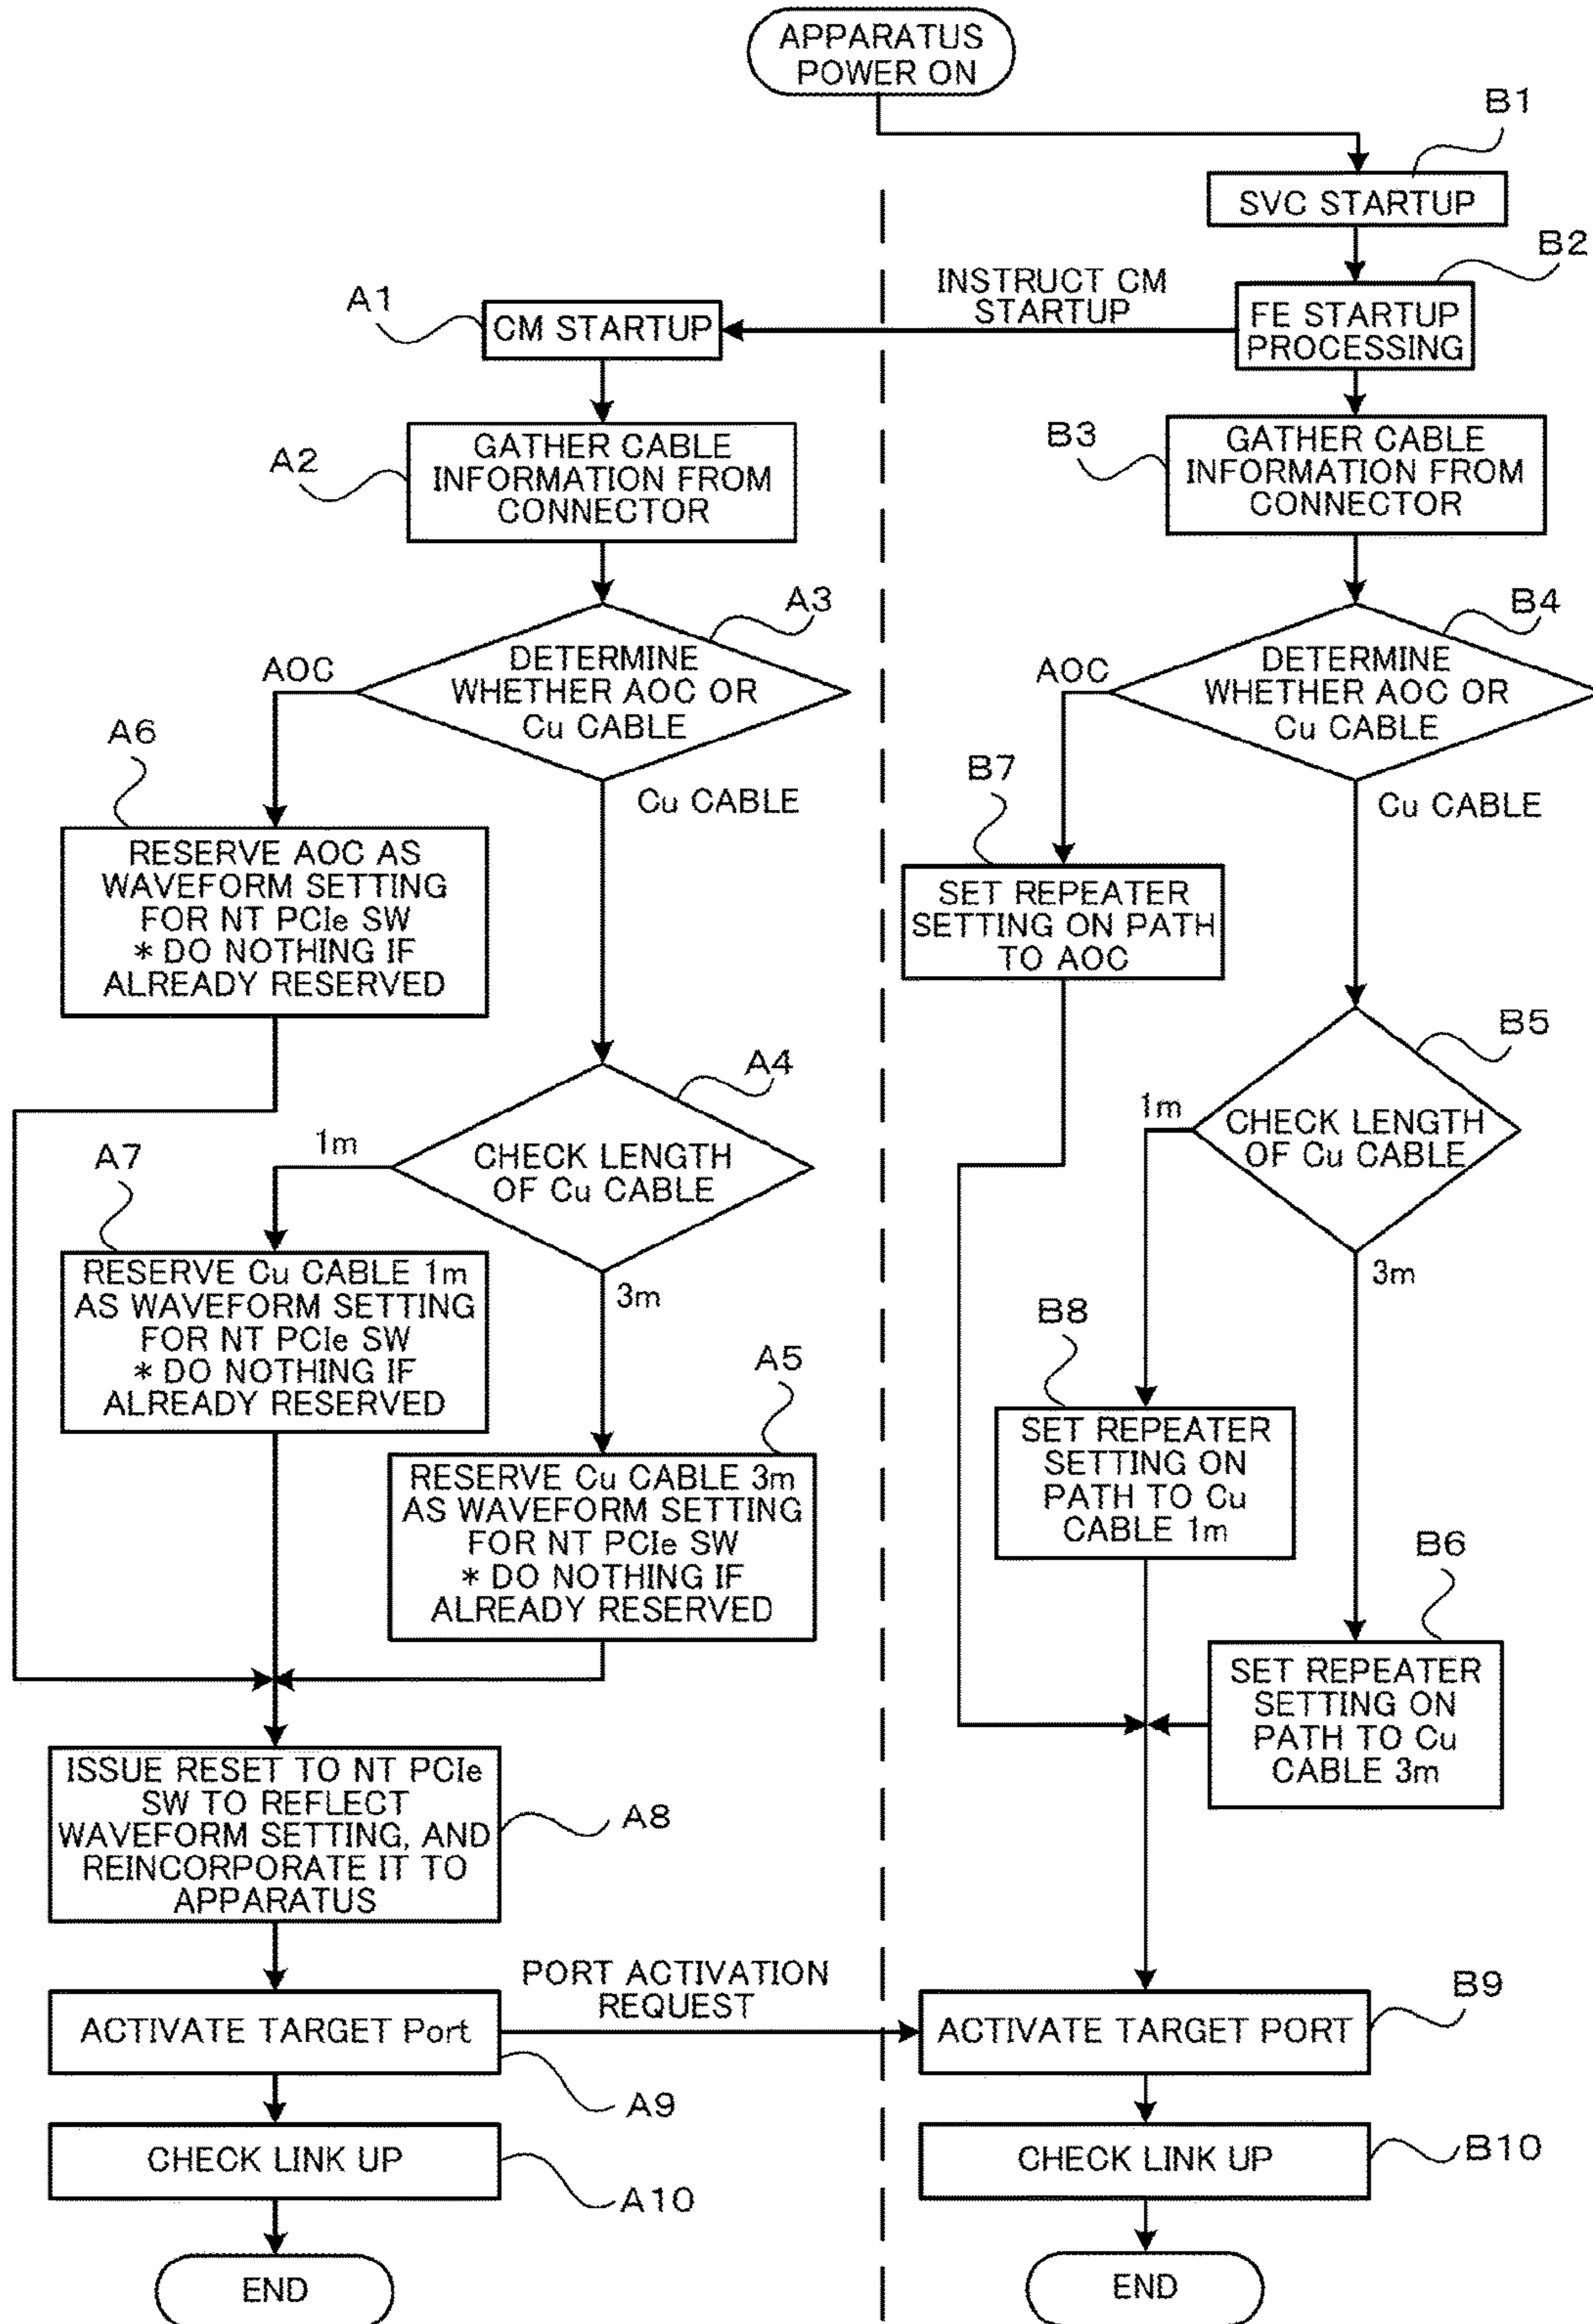 APPARATUS
POWER ON
B1
SVC STARTUP
B2
INSTRUCT CM
STARTUP
FE STARTUP
PROCESSING
A1
CM STARTUP
A2
GATHER CABLE
INFORMATION FROM
CONNECTOR
B3
GATHER CABLE
INFORMATION FROM
CONNECTOR
A3
DETERMINE
WHETHER AOC OR
Cu CABLE
AOC
Cu CABLE
B4
DETERMINE
WHETHER AOC OR
Cu CABLE
AOC
Cu CABLE
A6
RESERVE AOC AS
WAVEFORM SETTING
FOR NT PCIe SW
* DO NOTHING IF
ALREADY RESERVED
B7
SET REPEATER
SETTING ON PATH
TO AOC
A4
CHECK LENGTH
OF Cu CABLE
1m
3m
B5
CHECK LENGTH
OF Cu CABLE
1m
3m
A7
RESERVE Cu CABLE 1m
AS WAVEFORM SETTING
FOR NT PCIe SW
* DO NOTHING IF
ALREADY RESERVED
A5
RESERVE Cu CABLE 3m
AS WAVEFORM SETTING
FOR NT PCIe SW
* DO NOTHING IF
ALREADY RESERVED
B8
SET REPEATER
SETTING ON
PATH TO Cu
CABLE 1m
B6
SET REPEATER
SETTING ON
PATH TO Cu
CABLE 3m
ISSUE RESET TO NT PCIe
SW TO REFLECT
WAVEFORM SETTING, AND
REINCORPORATE IT TO
APPARATUS
A8
ACTIVATE TARGET Port
A9
PORT ACTIVATION
REQUEST
ACTIVATE TARGET PORT
B9
CHECK LINK UP
A10
CHECK LINK UP
B10
END
END